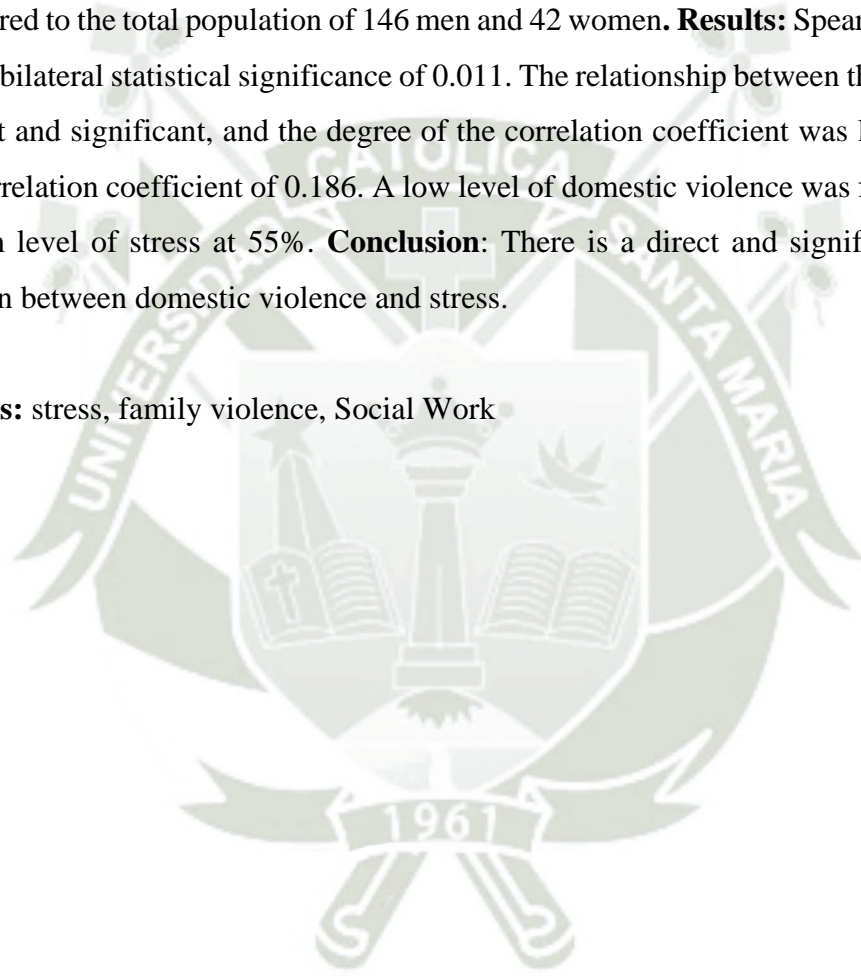 red to the total population of 146 men and 42 women. Results: Spear
bilateral statistical significance of 0.011. The relationship between th
t and significant, and the degree of the correlation coefficient was
rrelation coefficient of 0.186. A low level of domestic violence was
level of stress at 55%. Conclusion: There is a direct and signif
n between domestic violence and stress.
s: stress, family violence, Social Work
UNIVERSIDAD CATOLICA SANTA MARIA
1961